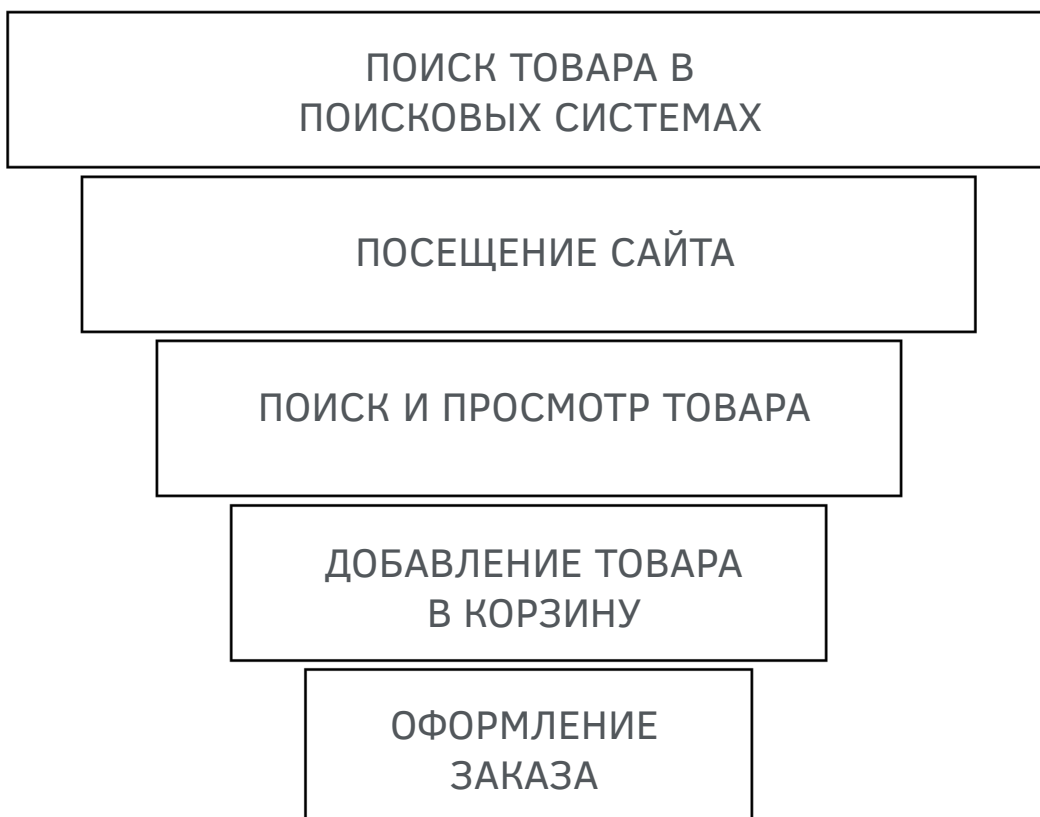 ПОИСК ТОВАРА В
ПОИСКОВЫХ СИСТЕМАХ
ПОСЕЩЕНИЕ САЙТА
ПОИСК И ПРОСМОТР ТОВАРА
ДОБАВЛЕНИЕ ТОВАРА
В КОРЗИНУ
ОФОРМЛЕНИЕ
ЗАКАЗА